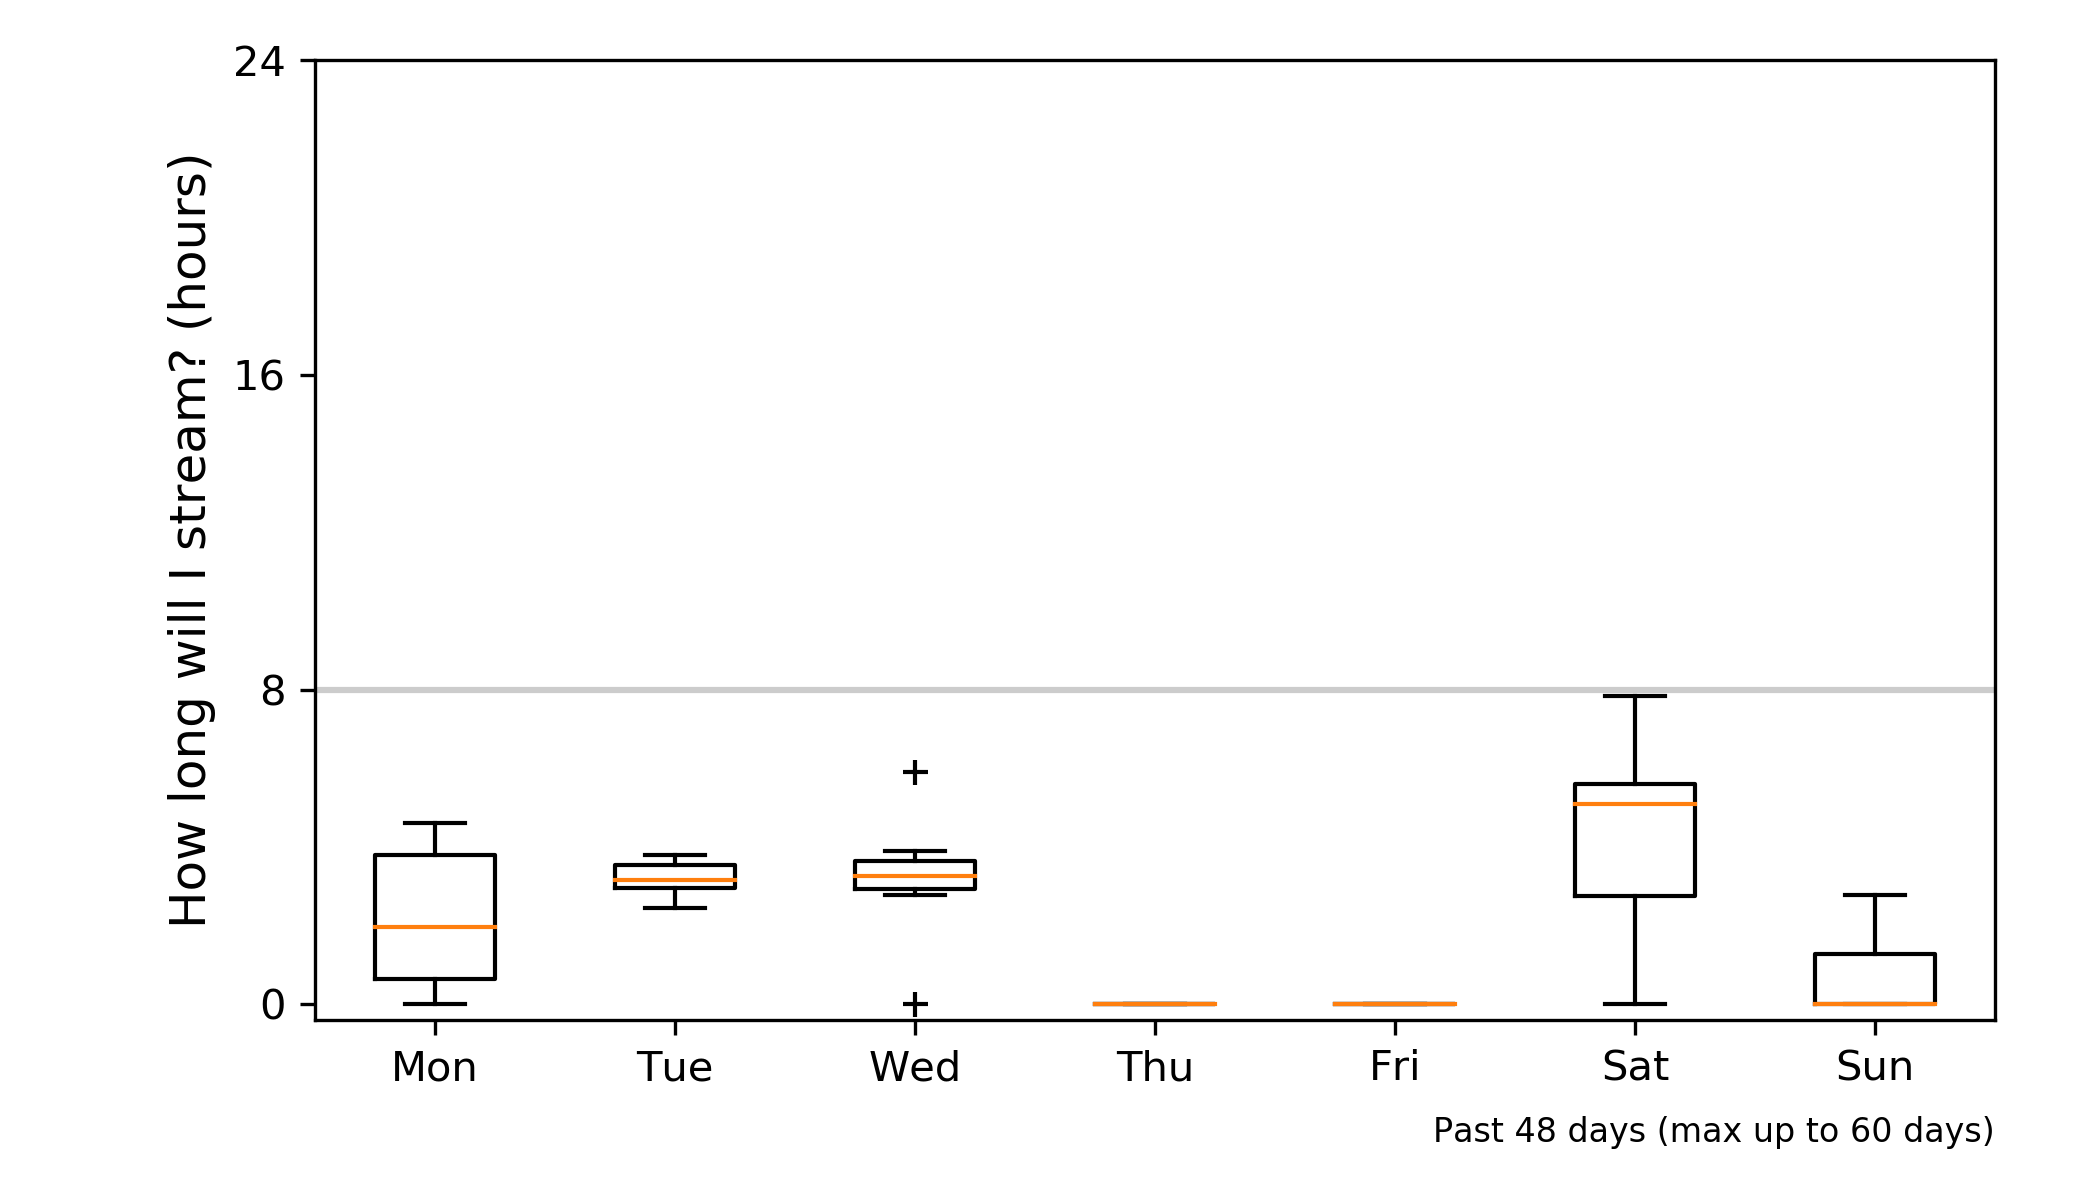 How long will I stream? (hours)
24
16
8
0
Mon Tue Wed Thu Fri Sat Sun
Past 48 days (max up to 60 days)